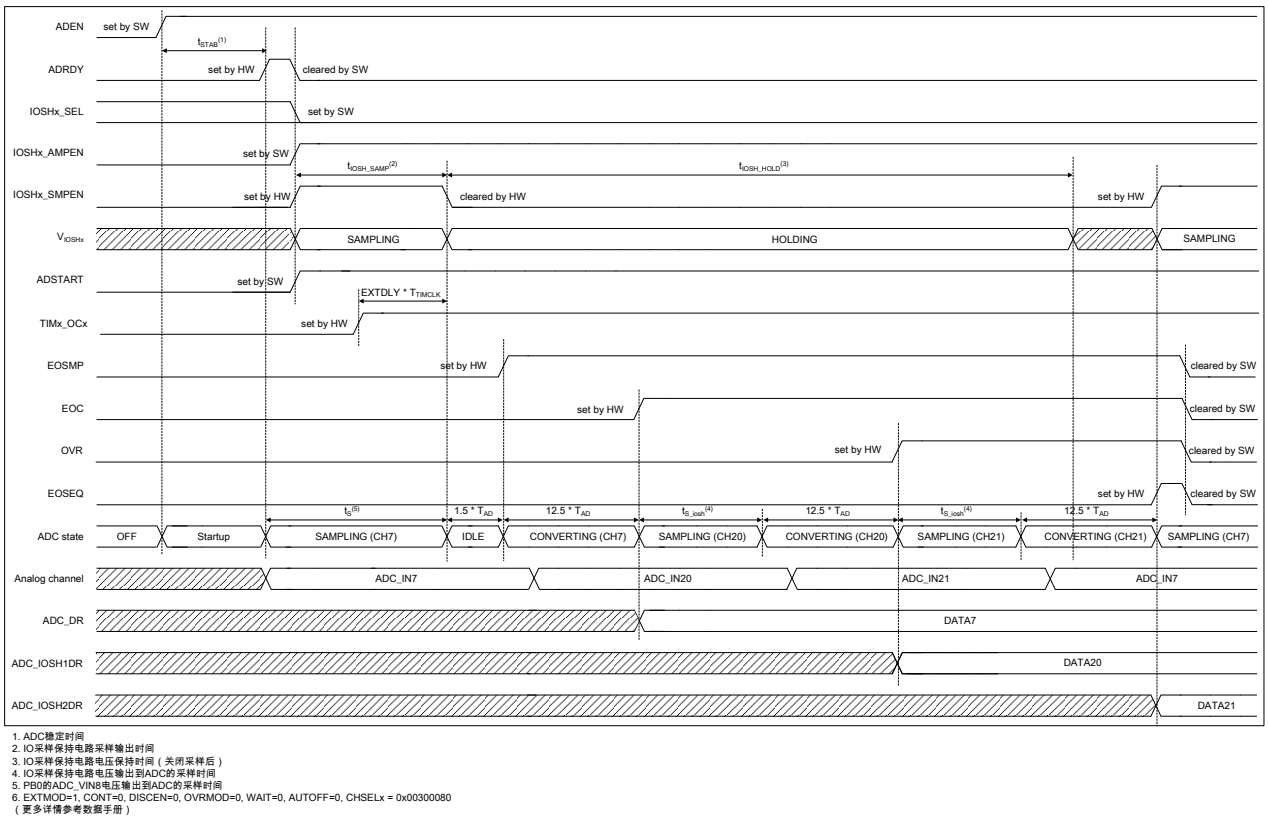 ADEN set by SW
tSTAB(1)
ADRDY set by HW cleared by SW
IOSHx_SEL set by SW
IOSHx_AMPEN set by SW
tIOSH_SAMP(2) tIOSH_HOLD(3)
IOSHx_SMPEN set by HW cleared by HW set by HW
VIOSHx SAMPLING HOLDING SAMPLING
ADSTART set by SW
EXTDLY * TTIMCLK
TIMx_OCx set by HW
EOSMP set by HW cleared by SW
EOC set by HW cleared by SW
OVR set by HW cleared by SW
EOSEQ set by HW cleared by SW
tS(5) 1.5 * TAD 12.5 * TAD tS_iosh(4) 12.5 * TAD tS_iosh(4) 12.5 * TAD
ADC state OFF Startup SAMPLING (CH7) IDLE CONVERTING (CH7) SAMPLING (CH20) CONVERTING (CH20) SAMPLING (CH21) CONVERTING (CH21) SAMPLING (CH7)
Analog channel ADC_IN7 ADC_IN20 ADC_IN21 ADC_IN7
ADC_DR DATA7
ADC_IOSH1DR DATA20
ADC_IOSH2DR DATA21
1. ADC稳定时间
2. IO采样保持电路采样输出时间
3. IO采样保持电路电压保持时间（关闭采样后）
4. IO采样保持电路电压输出到ADC的采样时间
5. PB0的ADC_VIN8电压输出到ADC的采样时间
6. EXTMOD=1, CONT=0, DISCEN=0, OVRMOD=0, WAIT=0, AUTOFF=0, CHSELx = 0x00300080
（更多详情参考数据手册）